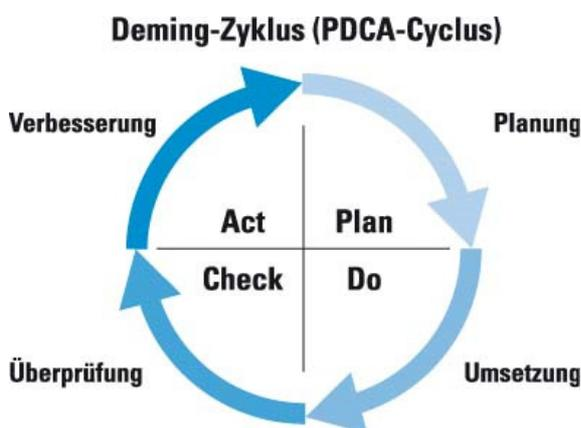 Deming-Zyklus (PDCA-Cyclus)
Verbesserung
Planung
Act
Plan
Check
Do
Überprüfung
Umsetzung